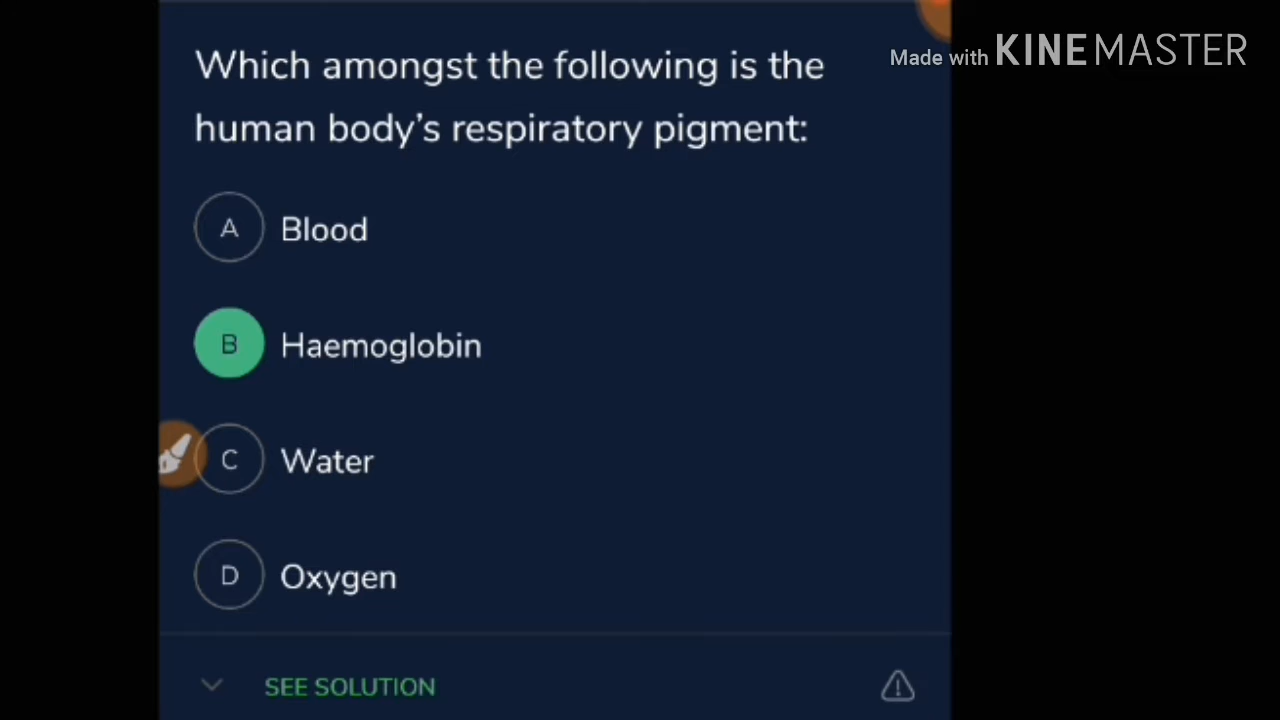 Made with KINEMASTER
Which amongst the following is the
human body’s respiratory pigment:
A Blood
B Haemoglobin
C Water
D Oxygen
SEE SOLUTION